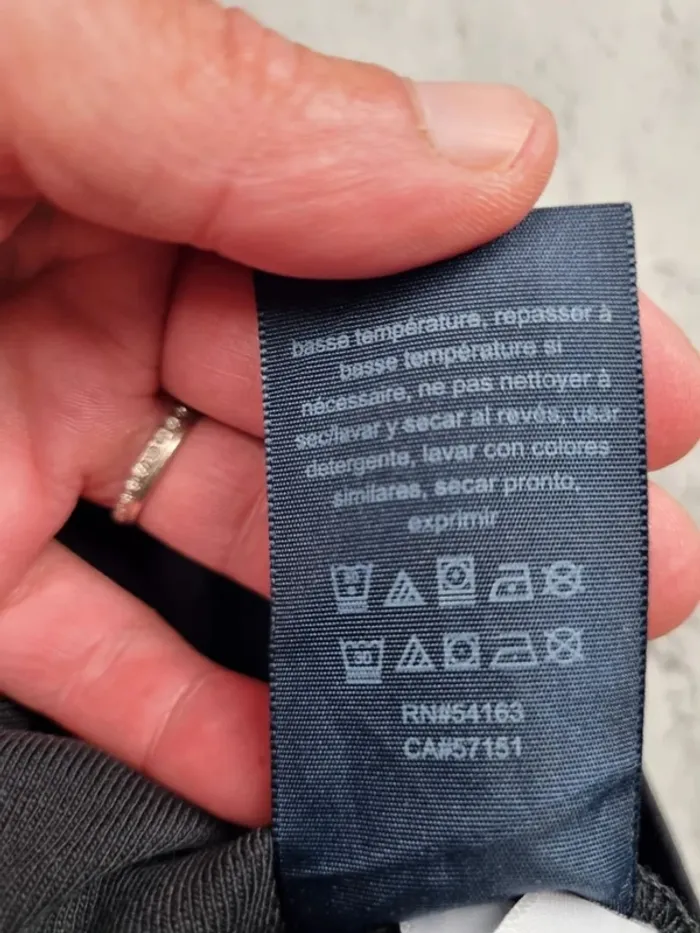 basse température, repasser à
basse température si
nécessaire, ne pas nettoyer à
sec/lavar y secar al revés, usar
detergente, lavar con colores
similares, secar pronto,
exprimir
30
RN#54163
CA#57151